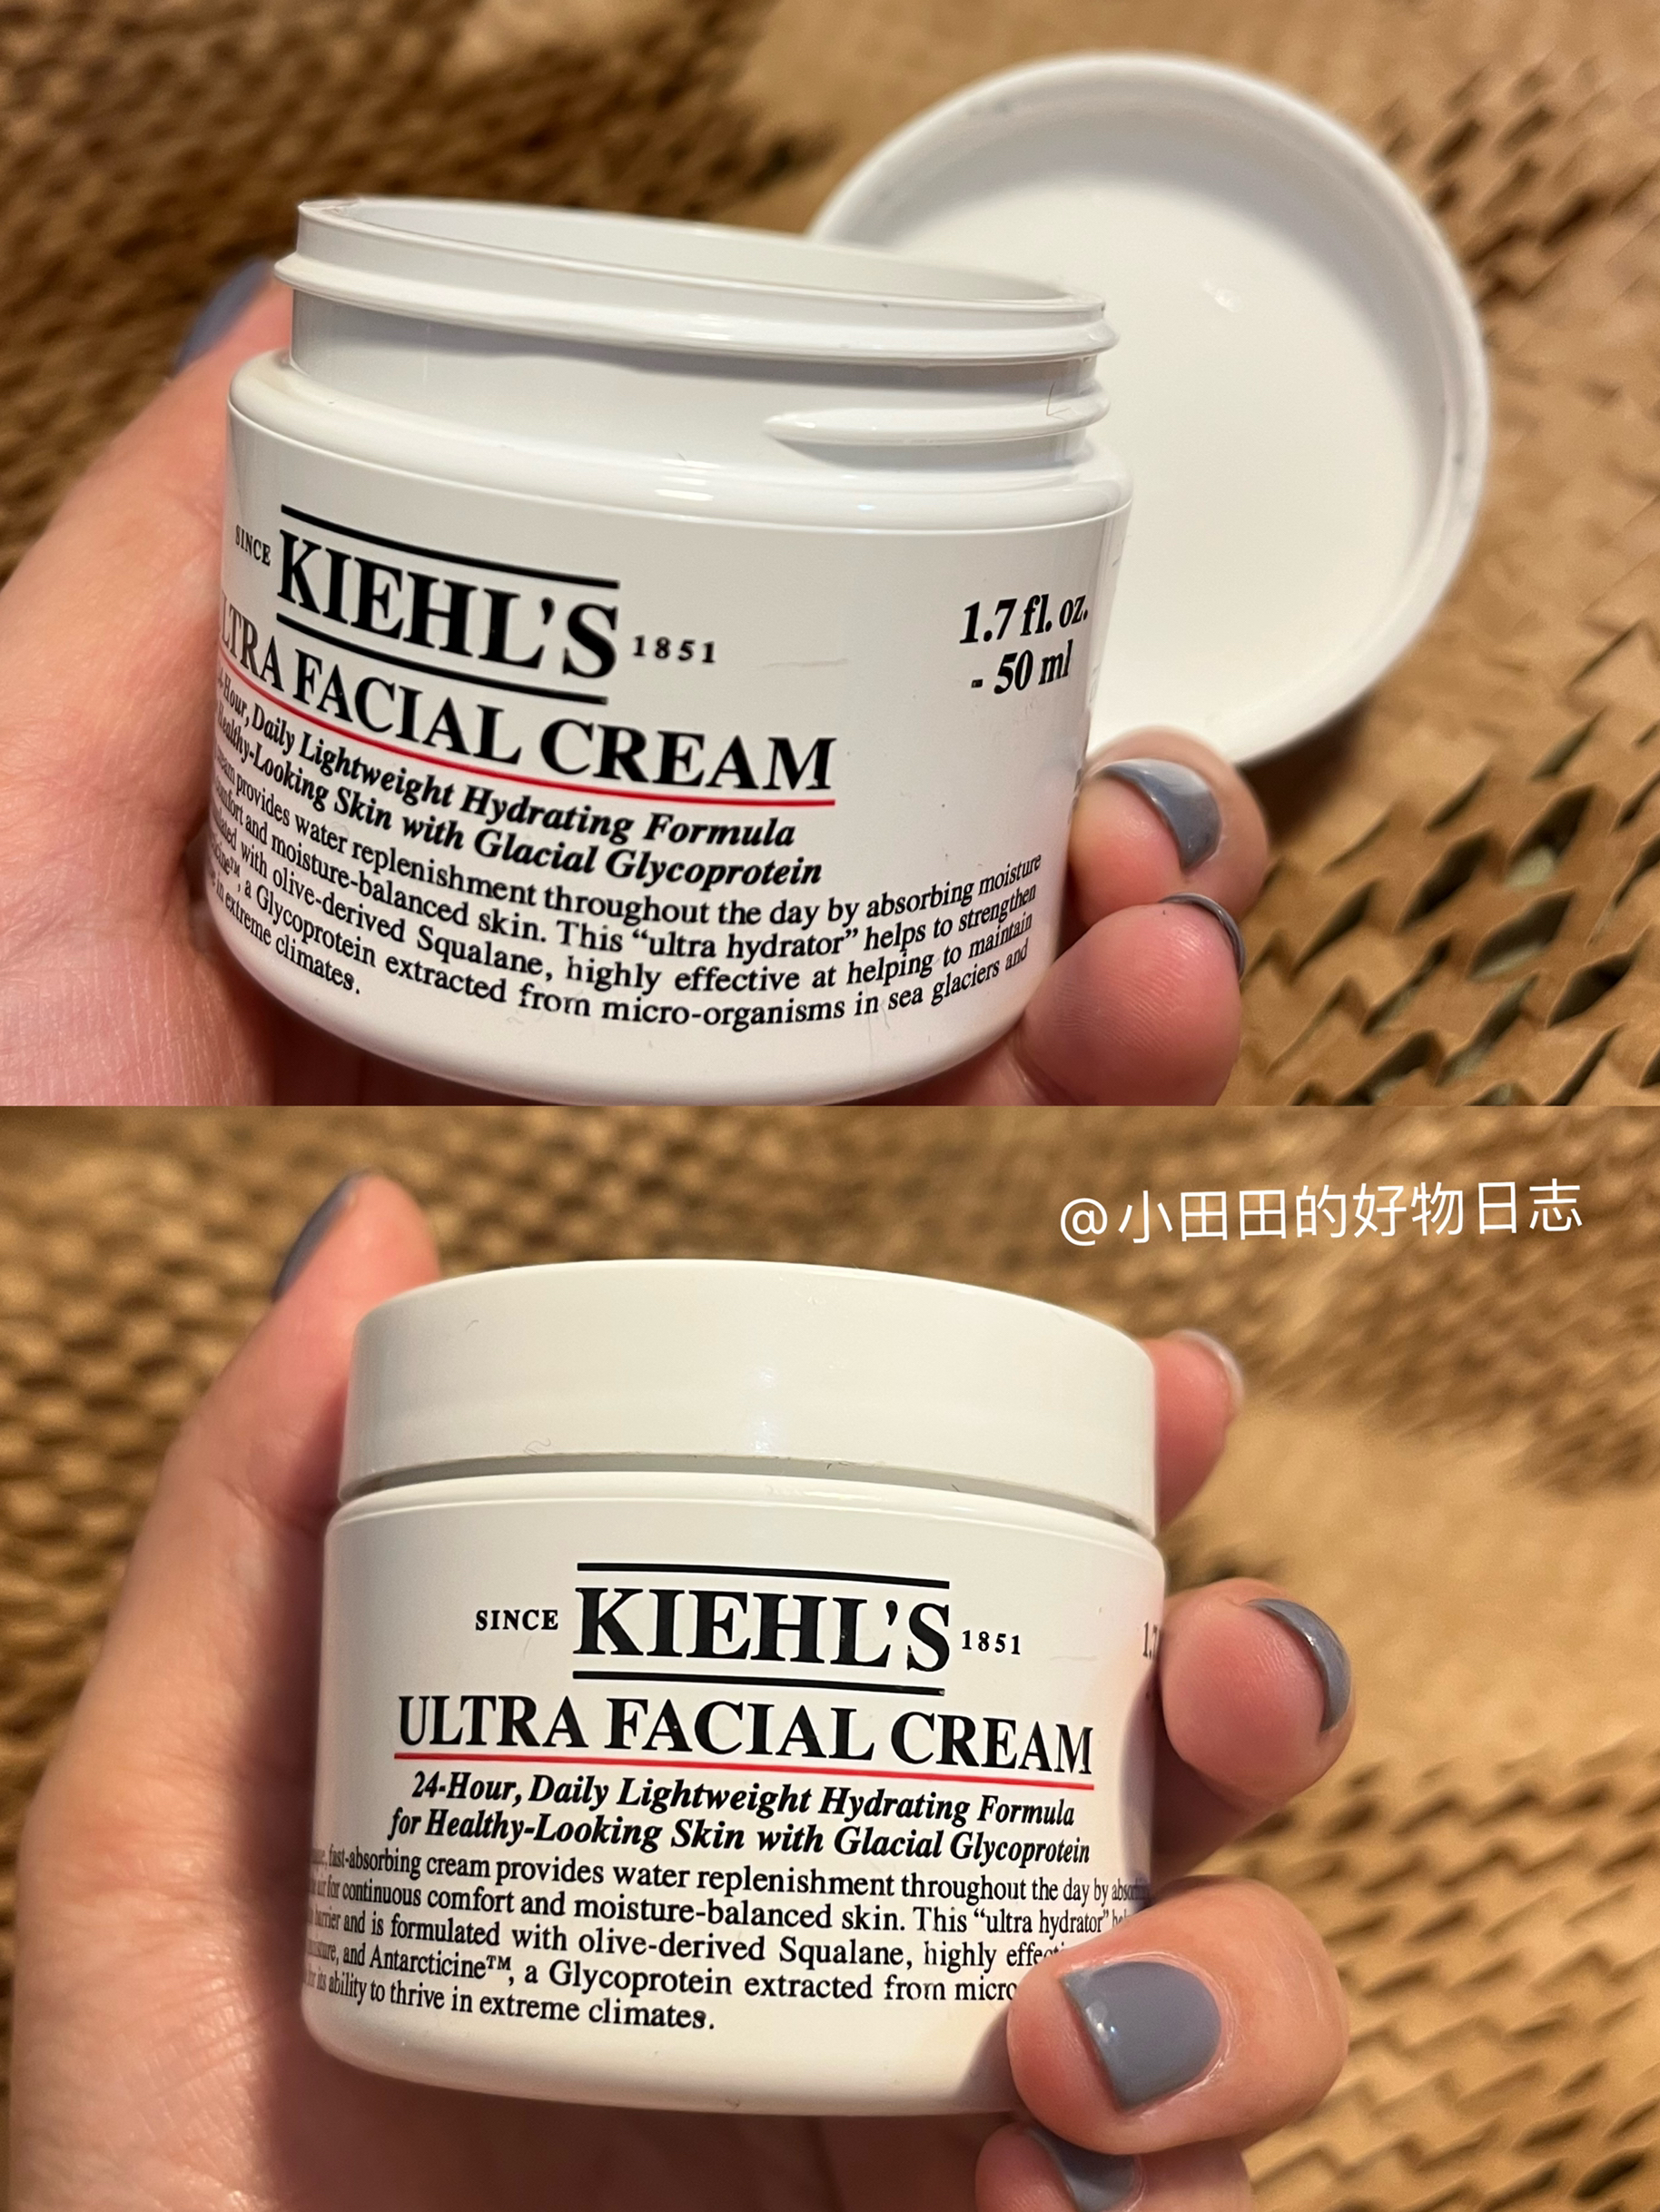 SINCE KIEHL'S 1851
1.7 fl. oz.
- 50 ml
LTRA FACIAL CREAM
Hour, Daily Lightweight Hydrating Formula
Healthy-Looking Skin with Glacial Glycoprotein
provides water replenishment throughout the day by absorbing moisture
and moisture-balanced skin. This “ultra hydrator” helps to strengthen
with olive-derived Squalane, highly effective at helping to maintain
a Glycoprotein extracted from micro-organisms in sea glaciers and
in extreme climates.
@小田田的好物日志
SINCE KIEHL'S 1851
ULTRA FACIAL CREAM
24-Hour, Daily Lightweight Hydrating Formula
for Healthy-Looking Skin with Glacial Glycoprotein
fast-absorbing cream provides water replenishment throughout the day by
for continuous comfort and moisture-balanced skin. This “ultra hydrator”
barrier and is formulated with olive-derived Squalane, highly
and Antarcticine™, a Glycoprotein extracted from micro
its ability to thrive in extreme climates.